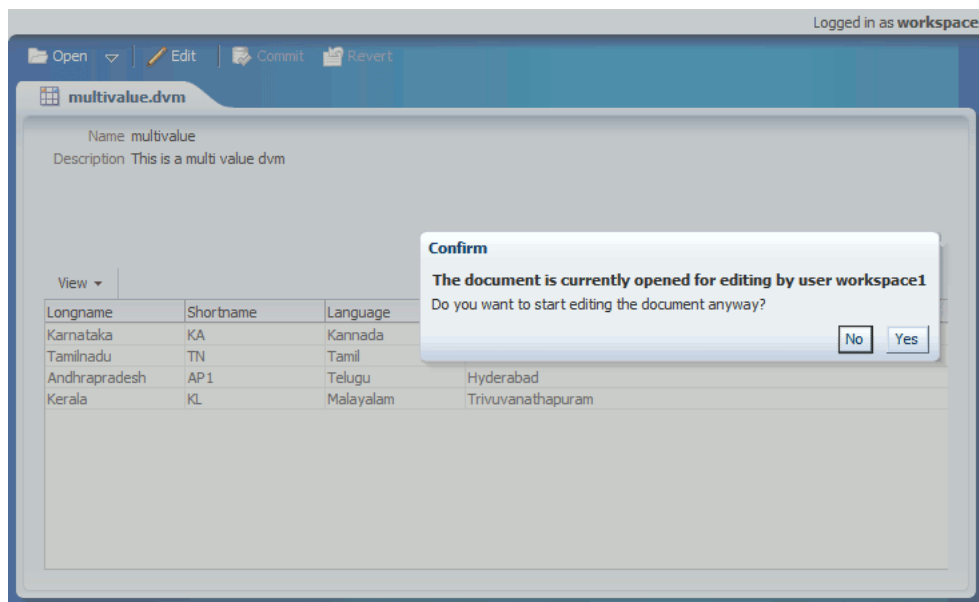 Logged in as workspace
Open Edit Commit Revert
multivalue.dvm
Name multivalue
Description This is a multi value dvm
Confirm
The document is currently opened for editing by user workspace1
Do you want to start editing the document anyway?
No Yes
View
Longname Shortname Language
Karnataka KA Kannada
Tamilnadu TN Tamil
Andhrapradesh AP1 Telugu Hyderabad
Kerala KL Malayalam Trivuvanathapuram